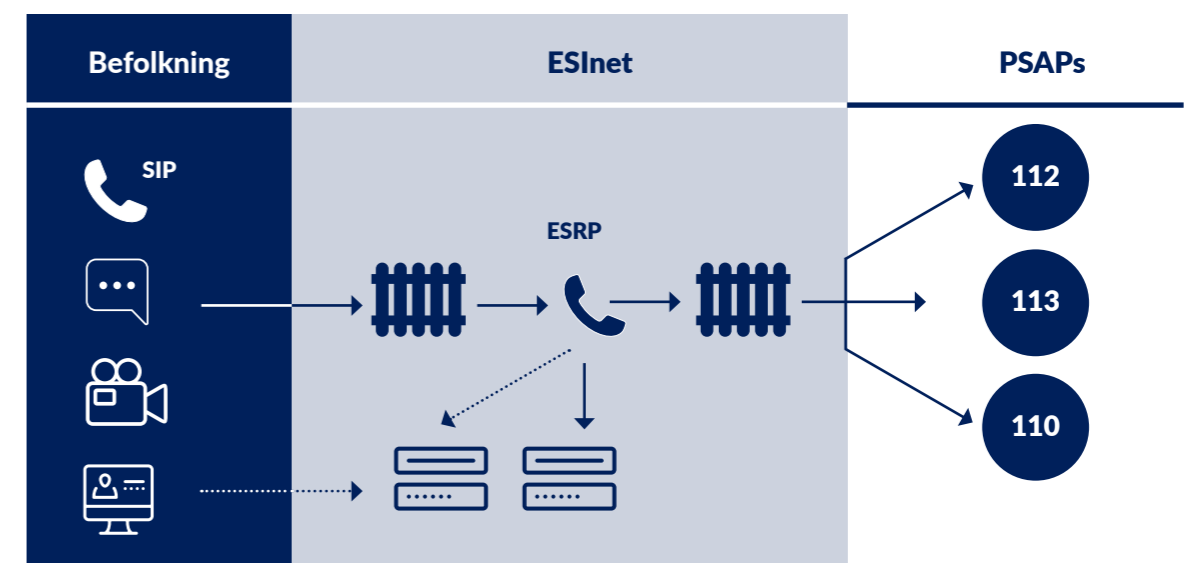 Befolkning
ESInet
PSAPs
SIP
ESRP
112
113
110